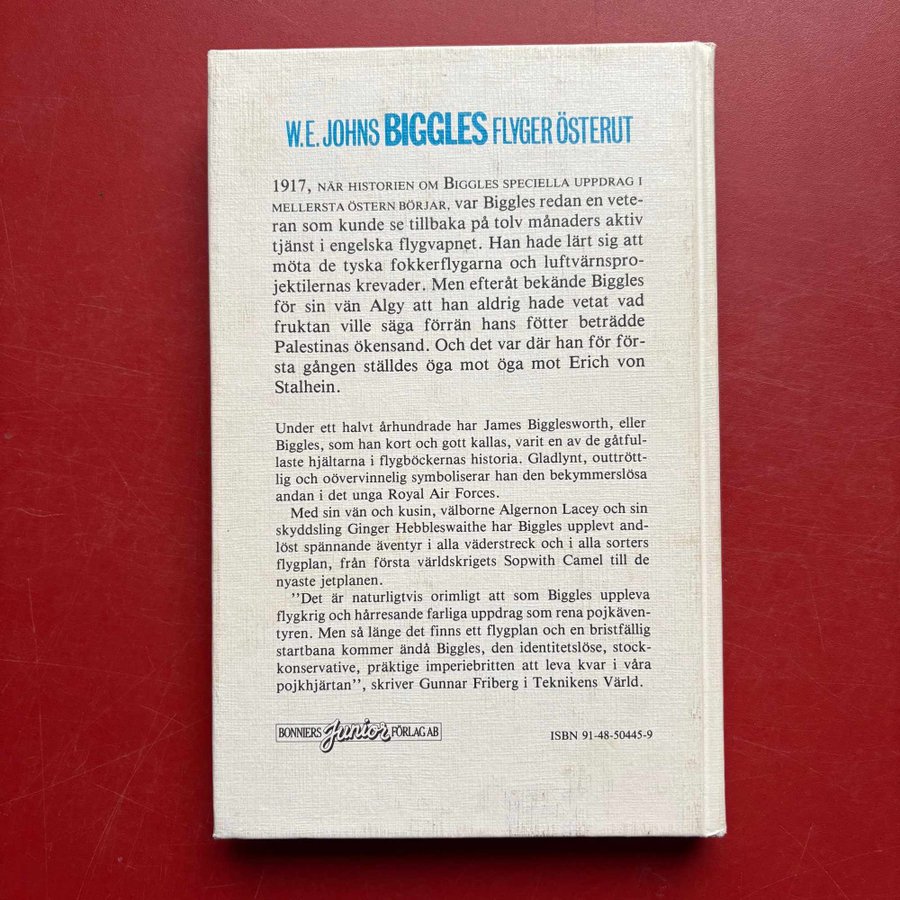 W.E. JOHNS BIGGLES FLYGER ÖSTERUT
1917, NÄR HISTORIEN OM BIGGLES SPECIELLA UPPDRAG I
MELLERSTA ÖSTERN BÖRJAR, var Biggles redan en vete-
ran som kunde se tillbaka på tolv månaders aktiv
tjänst i engelska flygvapnet. Han hade lärt sig att
möta de tyska fokkerflygarna och luftvärnspro-
jektilernas krevader. Men efteråt bekände Biggles
för sin vän Algy att han aldrig hade vetat vad
fruktan ville säga förrän hans fötter beträdde
Palestinas ökensand. Och det var där han för för-
sta gången ställdes öga mot öga mot Erich von
Stalhein.
Under ett halvt århundrade har James Bigglesworth, eller
Biggles, som han kort och gott kallas, varit en av de gåtful-
laste hjältarna i flygböckernas historia. Gladlynt, outtrött-
lig och oövervinnelig symboliserar han den bekymmerslösa
andan i det unga Royal Air Forces.
Med sin vän och kusin, välborne Algernon Lacey och sin
skyddsling Ginger Hebbleswaithe har Biggles upplevt and-
löst spännande äventyr i alla väderstreck och i alla sorters
flygplan, från första världskrigets Sopwith Camel till de
nyaste jetplanen.
"Det är naturligtvis orimligt att som Biggles uppleva
flygkrig och hårresande farliga uppdrag som rena pojkäven-
tyren. Men så länge det finns ett flygplan och en bristfällig
startbana kommer ändå Biggles, den identitetslöse, stock-
konservative, präktige imperiebritten att leva kvar i våra
pojkhjärtan", skriver Gunnar Friberg i Teknikens Värld.
BONNIERS Junior FÖRLAG AB
ISBN 91-48-50445-9